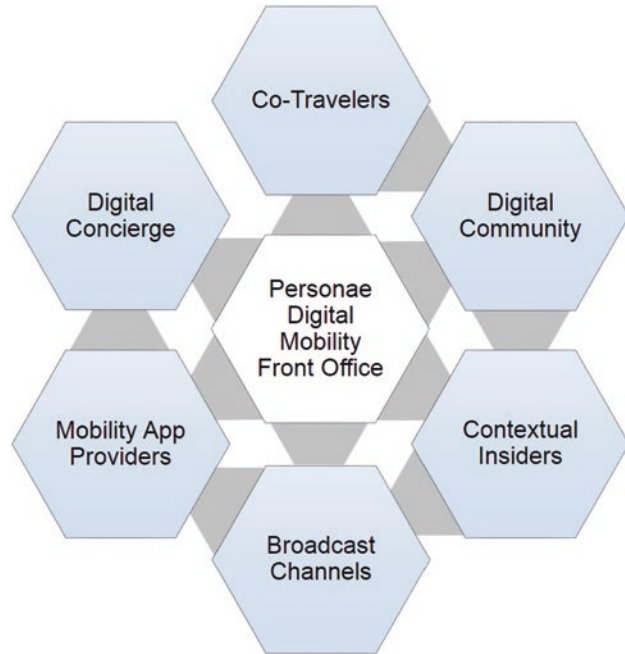 Co-Travelers
Digital
Concierge
Digital
Community
Personae
Digital
Mobility
Front Office
Mobility App
Providers
Contextual
Insiders
Broadcast
Channels